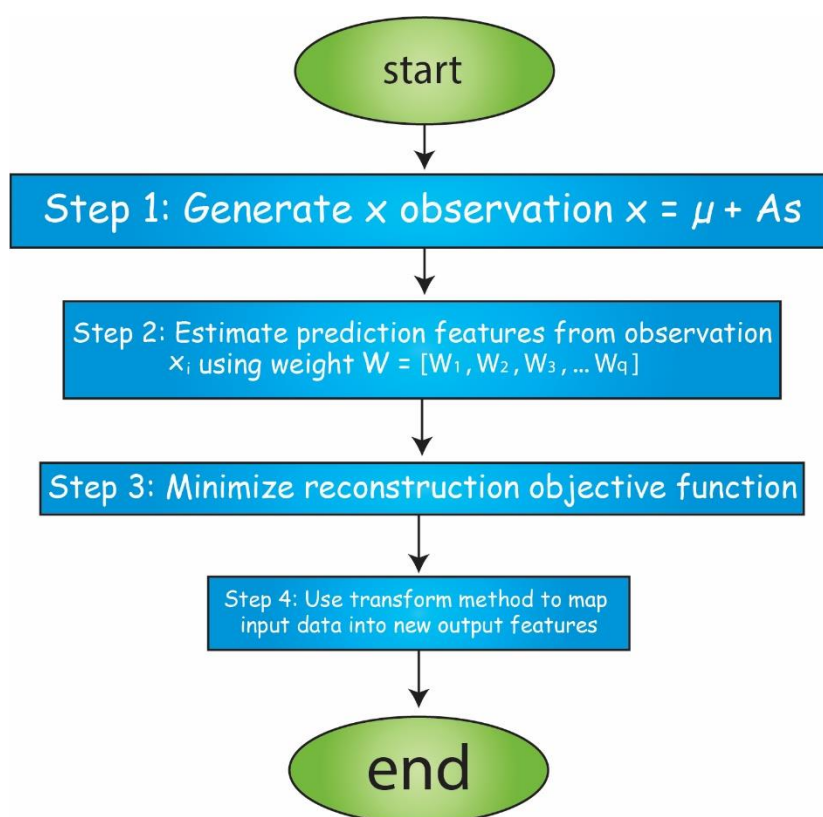 start
Step 1: Generate x observation x = μ + As
Step 2: Estimate prediction features from observation
xᵢ using weight W = [W₁, W₂, W₃, ... Wq]
Step 3: Minimize reconstruction objective function
Step 4: Use transform method to map
input data into new output features
end